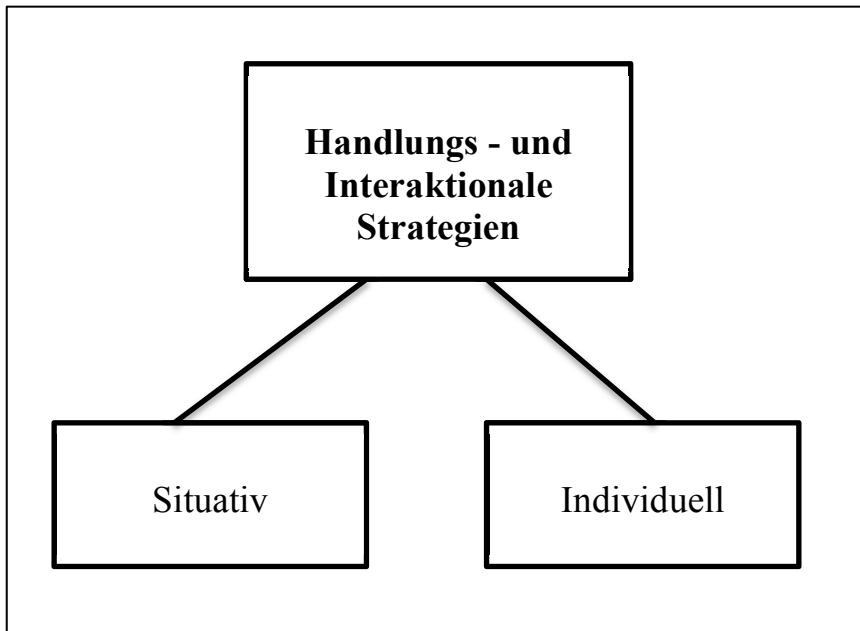 Handlungs - und
Interaktionale
Strategien
Situativ
Individuell